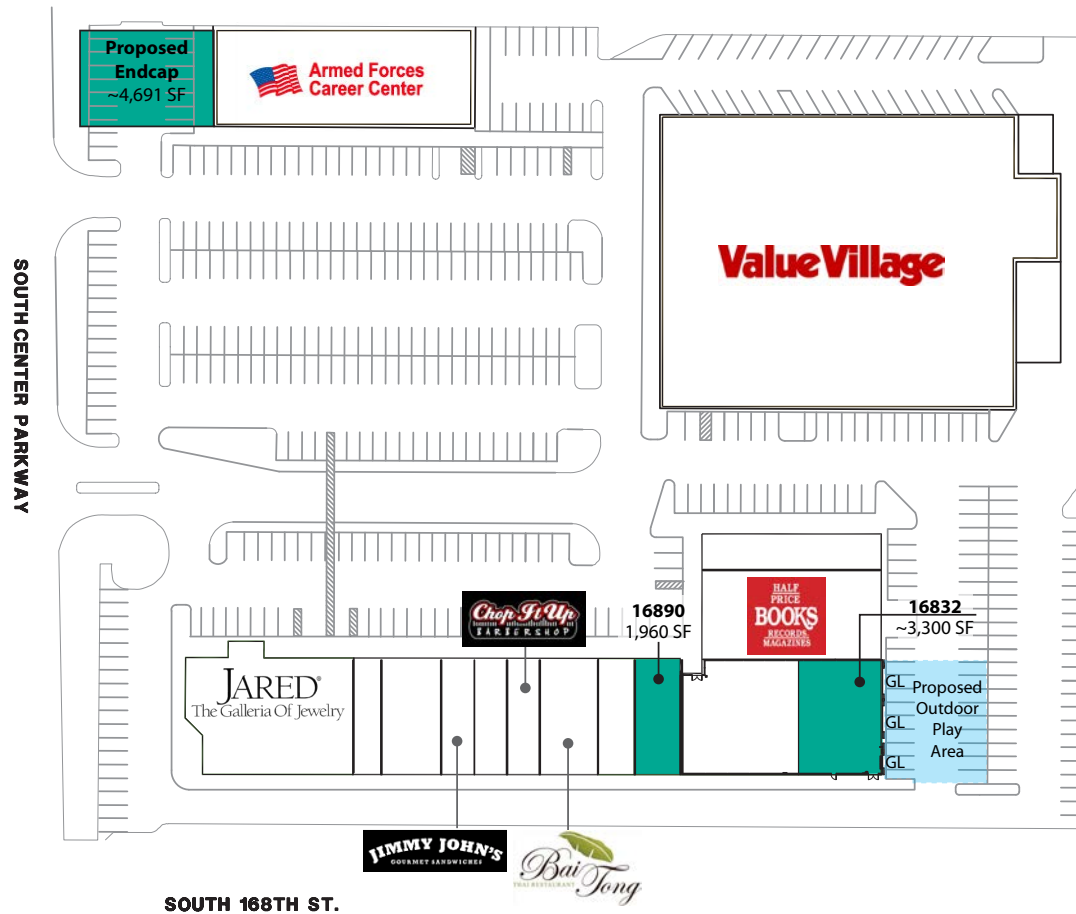 Proposed
Endcap
~4,691 SF
Armed Forces
Career Center
Value Village
SOUTHCENTER PARKWAY
Chop It Up
BARBERSHOP
16890
1,960 SF
HALF
PRICE
BOOKS
RECORDS
MAGAZINES
16832
~3,300 SF
JARED®
The Galleria Of Jewelry
GL
GL
GL
Proposed
Outdoor
Play
Area
JIMMY JOHN'S
GOURMET SANDWICHES
Bai
THAI RESTAURANT
Tong
SOUTH 168TH ST.